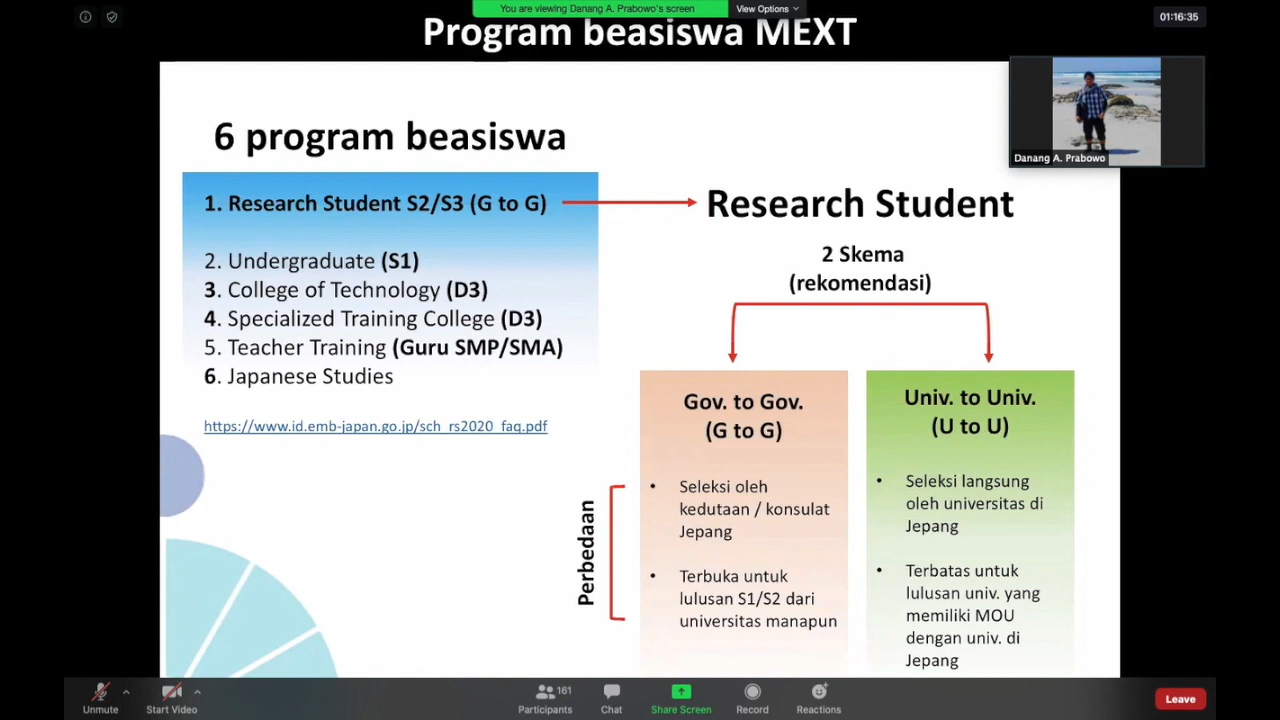 You are viewing Danang A. Prabowo's screen
View Options
01:16:35
Program beasiswa MEXT
Danang A. Prabowo
6 program beasiswa
1. Research Student S2/S3 (G to G)
2. Undergraduate (S1)
3. College of Technology (D3)
4. Specialized Training College (D3)
5. Teacher Training (Guru SMP/SMA)
6. Japanese Studies
https://www.id.emb-japan.go.jp/sch_rs2020_faq.pdf
Research Student
2 Skema
(rekomendasi)
Perbedaan
Gov. to Gov.
(G to G)
• Seleksi oleh
kedutaan / konsulat
Jepang
• Terbuka untuk
lulusan S1/S2 dari
universitas manapun
Univ. to Univ.
(U to U)
• Seleksi langsung
oleh universitas di
Jepang
• Terbatas untuk
lulusan univ. yang
memiliki MOU
dengan univ. di
Jepang
Unmute
Start Video
161
Participants
Chat
Share Screen
Record
Reactions
Leave